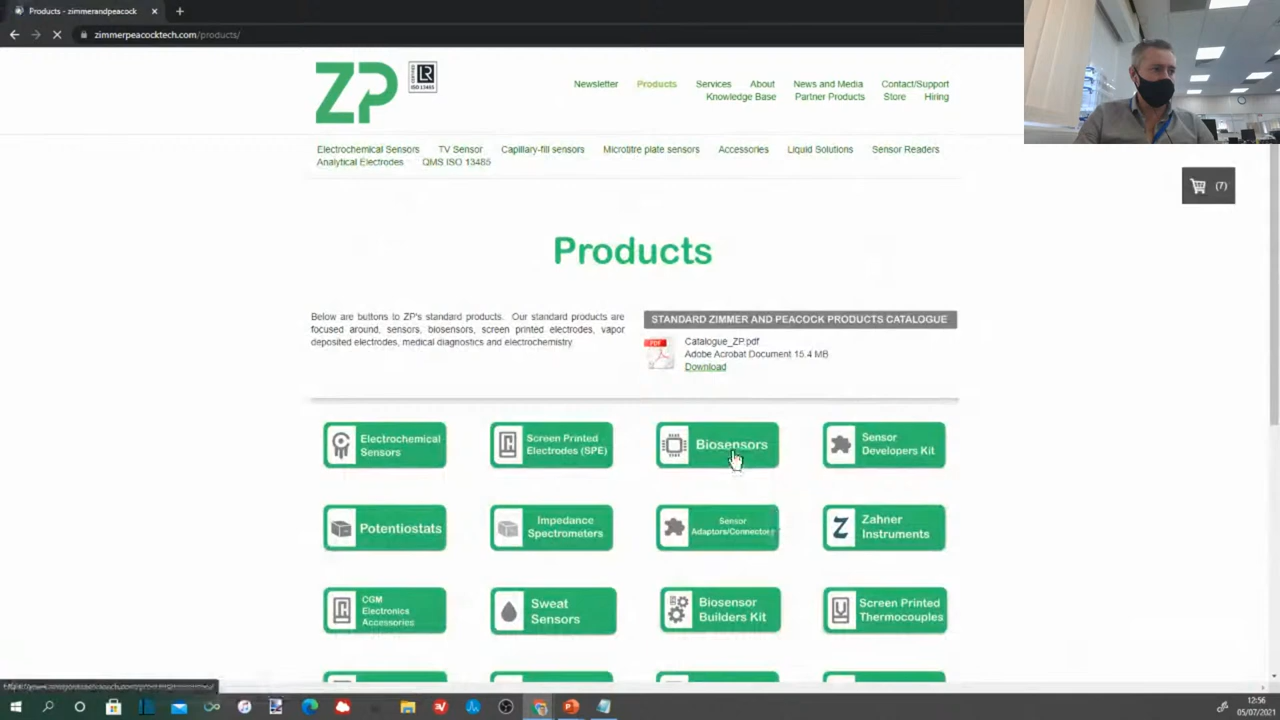 Products - zimmerandpeacock
zimmerpeacocktech.com/products/
ZP
CERTIFIED
LR
ISO 13485
Newsletter Products Services About News and Media Contact/Support
Knowledge Base Partner Products Store Hiring
Electrochemical Sensors TV Sensor Capillary-fill sensors Microtitre plate sensors Accessories Liquid Solutions Sensor Readers
Analytical Electrodes QMS ISO 13485
(7)
Products
Below are buttons to ZP's standard products. Our standard products are
focused around, sensors, biosensors, screen printed electrodes, vapor
deposited electrodes, medical diagnostics and electrochemistry
STANDARD ZIMMER AND PEACOCK PRODUCTS CATALOGUE
PDF
Catalogue_ZP.pdf
Adobe Acrobat Document 15.4 MB
Download
Electrochemical
Sensors
Screen Printed
Electrodes (SPE)
Biosensors
Sensor
Developers Kit
Potentiostats
Impedance
Spectrometers
Sensor
Adaptors/Connectors
Zahner
Instruments
CGM
Electronics
Accessories
Sweat
Sensors
Biosensor
Builders Kit
Screen Printed
Thermocouples
12:56
05/07/2021